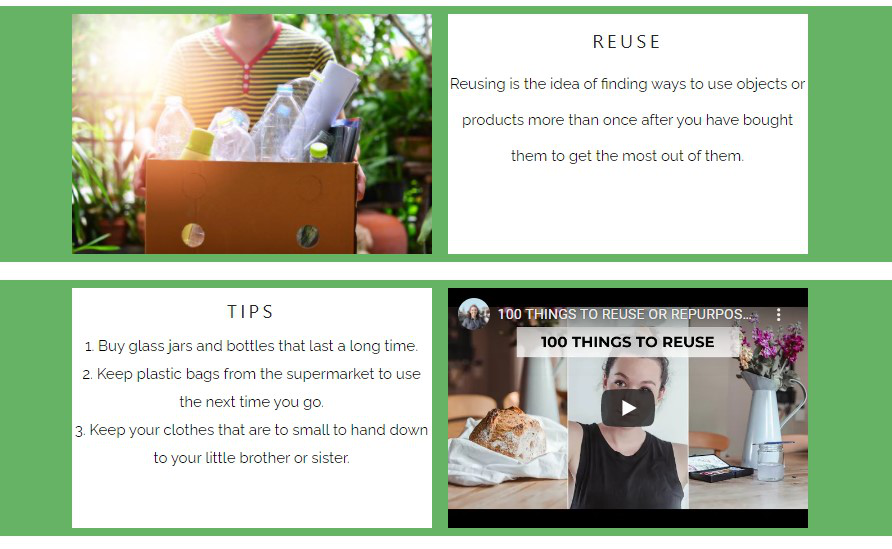 REUSE
Reusing is the idea of finding ways to use objects or
products more than once after you have bought
them to get the most out of them.
TIPS
1. Buy glass jars and bottles that last a long time.
2. Keep plastic bags from the supermarket to use
the next time you go.
3. Keep your clothes that are to small to hand down
to your little brother or sister.
100 THINGS TO REUSE OR REPURPOS...
100 THINGS TO REUSE